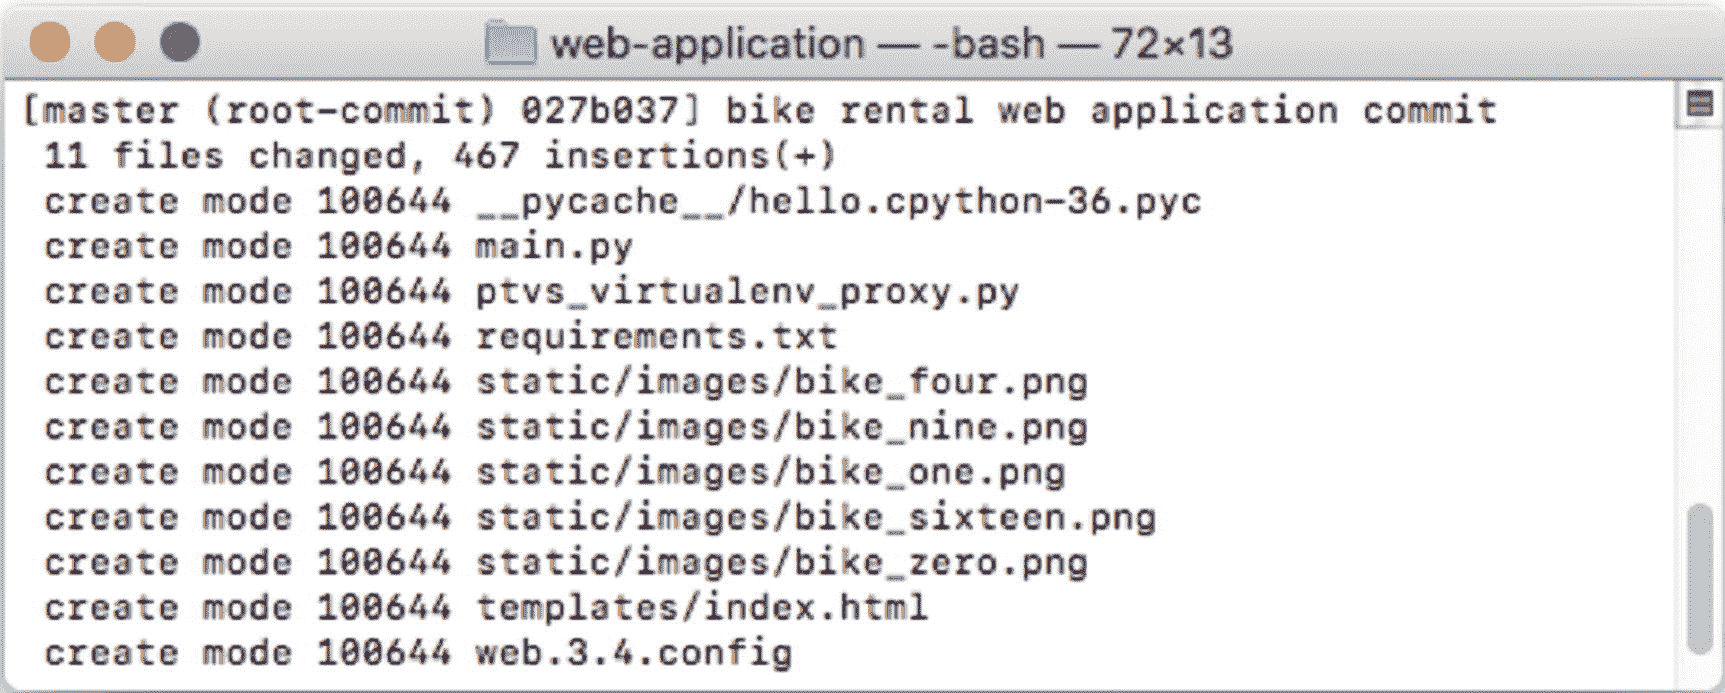 web-application — -bash — 72×13
[master (root-commit) 027b037] bike rental web application commit
 11 files changed, 467 insertions(+)
 create mode 100644 __pycache__/hello.cpython-36.pyc
 create mode 100644 main.py
 create mode 100644 ptvs_virtualenv_proxy.py
 create mode 100644 requirements.txt
 create mode 100644 static/images/bike_four.png
 create mode 100644 static/images/bike_nine.png
 create mode 100644 static/images/bike_one.png
 create mode 100644 static/images/bike_sixteen.png
 create mode 100644 static/images/bike_zero.png
 create mode 100644 templates/index.html
 create mode 100644 web.3.4.config